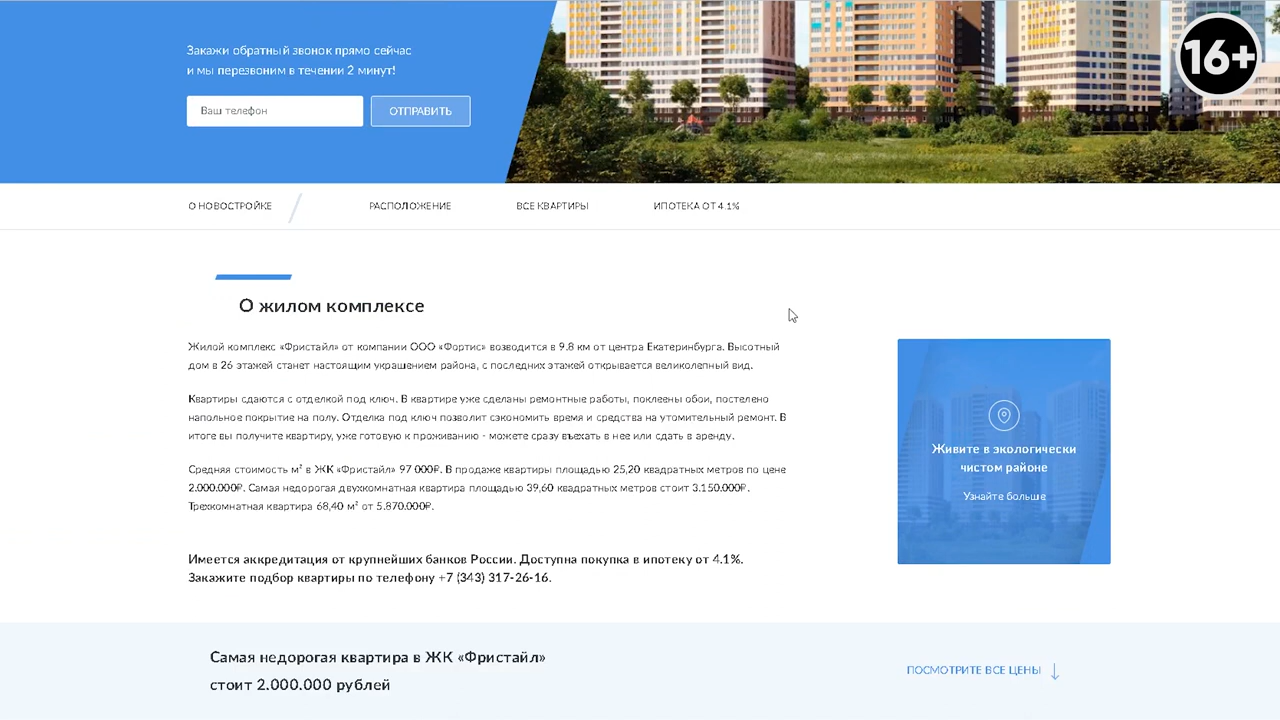 Закажи обратный звонок прямо сейчас
и мы перезвоним в течении 2 минут!
Ваш телефон
ОТПРАВИТЬ
16+
О НОВОСТРОЙКЕ
РАСПОЛОЖЕНИЕ
ВСЕ КВАРТИРЫ
ИПОТЕКА ОТ 4.1%
О жилом комплексе
Жилой комплекс «Фристайл» от компании ООО «Фортис» возводится в 9.8 км от центра Екатеринбурга. Высотный
дом в 26 этажей станет настоящим украшением района, с последних этажей открывается великолепный вид.
Квартиры сдаются с отделкой под ключ. В квартире уже сделаны ремонтные работы, поклеены обои, постелено
напольное покрытие на полу. Отделка под ключ позволит сэкономить время и средства на утомительный ремонт. В
итоге вы получите квартиру, уже готовую к проживанию - можете сразу въехать в нее или сдать в аренду.
Средняя стоимость м² в ЖК «Фристайл» 97 000₽. В продаже квартиры площадью 25,20 квадратных метров по цене
2.000.000₽. Самая недорогая двухкомнатная квартира площадью 39,60 квадратных метров стоит 3.150.000₽.
Трехкомнатная квартира 68,40 м² от 5.870.000₽.
Имеется аккредитация от крупнейших банков России. Доступна покупка в ипотеку от 4.1%.
Закажите подбор квартиры по телефону +7 (343) 317-26-16.
Живите в экологически
чистом районе
Узнайте больше
Самая недорогая квартира в ЖК «Фристайл»
стоит 2.000.000 рублей
ПОСМОТРИТЕ ВСЕ ЦЕНЫ